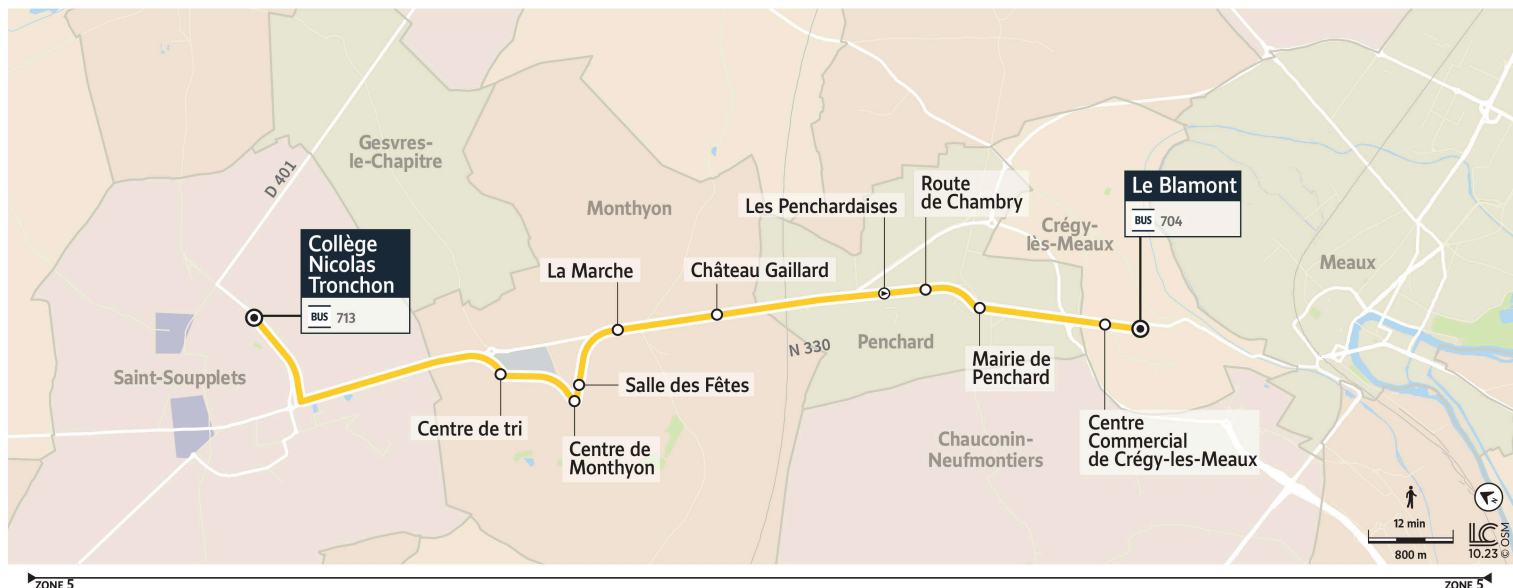 Gesvres-
le-Chapitre
D 401
Monthyon
Les Penchardaises
Route
de Chambry
Le Blamont
BUS 704
Crégy-
lès-Meaux
Meaux
Collège
Nicolas
Tronchon
BUS 713
La Marche
Château Gaillard
N 330
Penchard
Saint-Soupplets
Salle des Fêtes
Mairie de
Penchard
Centre de tri
Centre de
Monthyon
Centre
Commercial
de Crégy-les-Meaux
Chauconin-
Neufmontiers
N
12 min
800 m
LC
10.23
© OSM
ZONE 5
ZONE 5